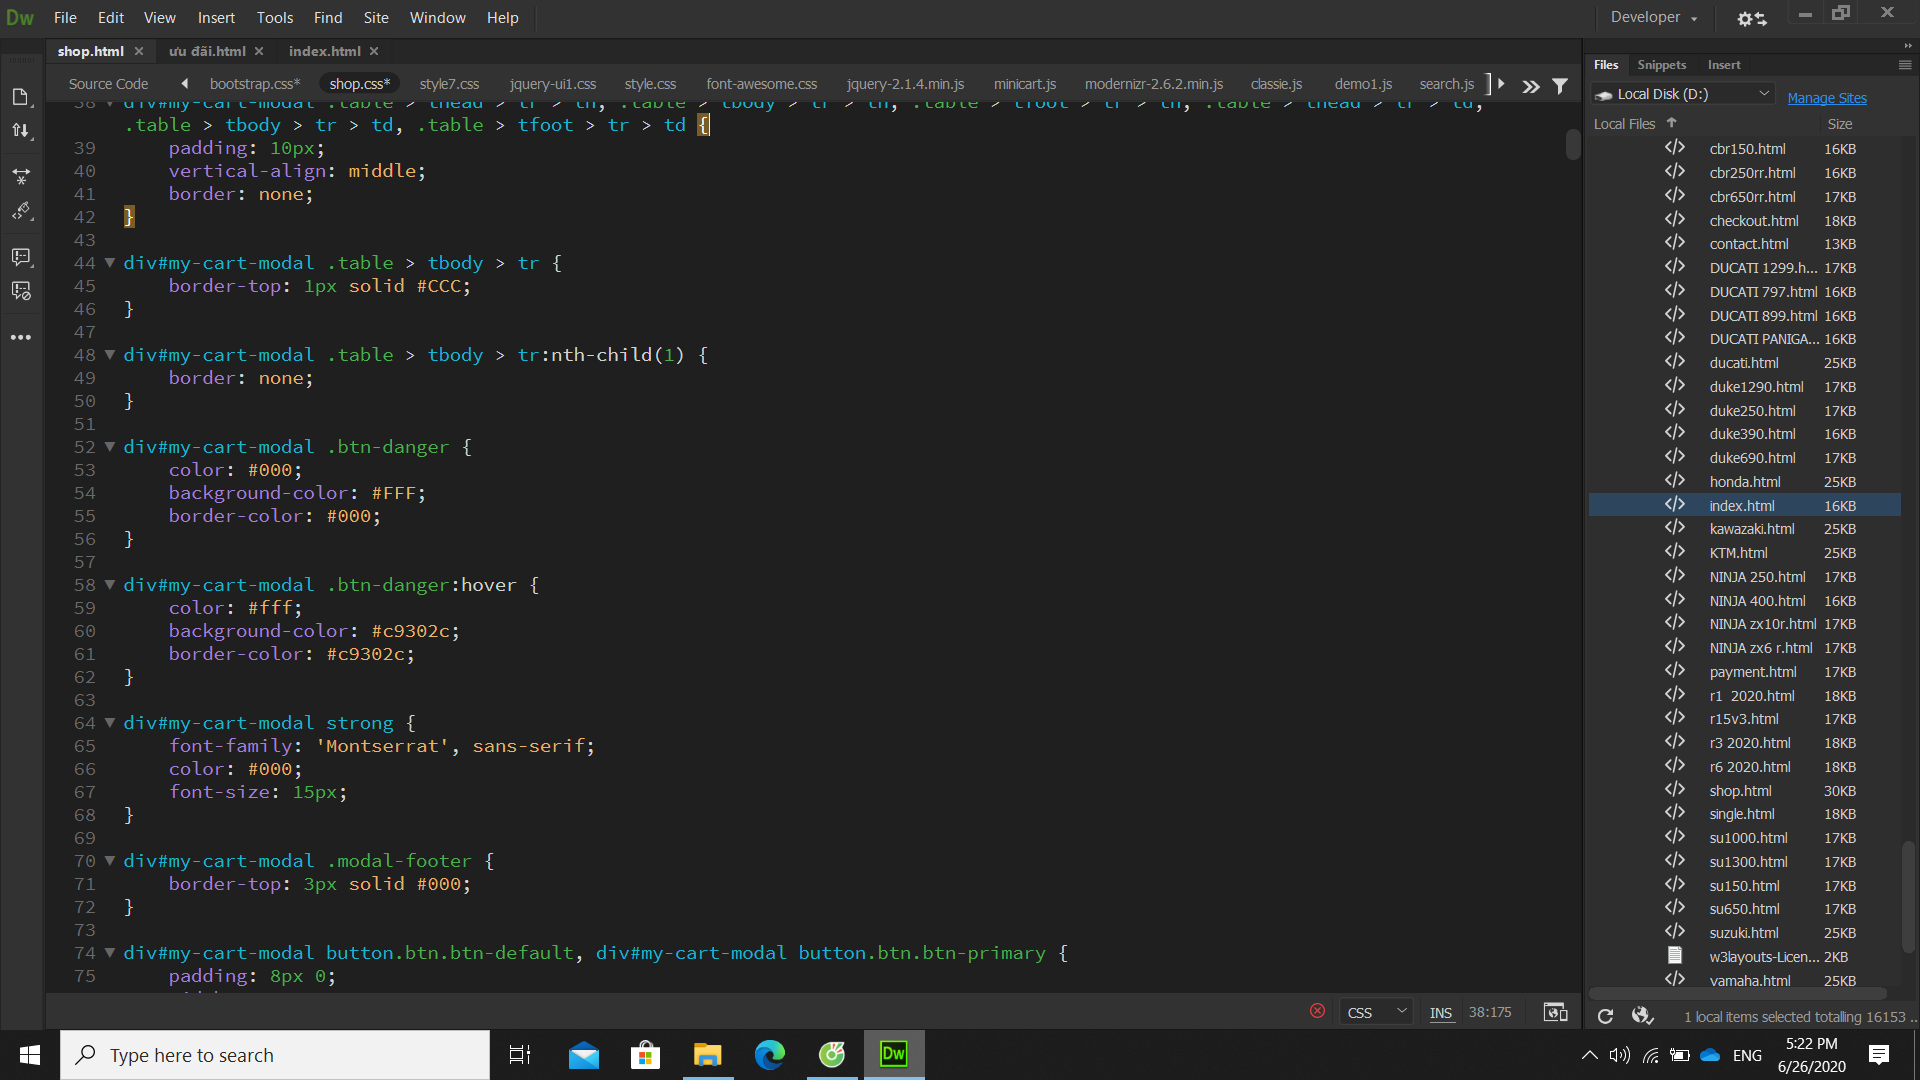 Dw File Edit View Insert Tools Find Site Window Help Developer
shop.html ưu đãi.html index.html
Source Code bootstrap.css* shop.css* style7.css jquery-ui1.css style.css font-awesome.css jquery-2.1.4.min.js minicart.js modernizr-2.6.2.min.js classie.js demo1.js search.js
38 div#my-cart-modal .table > thead > tr > th, .table > tbody > tr > th, .table > tfoot > tr > th, .table > thead > tr > td,
.table > tbody > tr > td, .table > tfoot > tr > td {
39 padding: 10px;
40 vertical-align: middle;
41 border: none;
42 }
43
44 div#my-cart-modal .table > tbody > tr {
45 border-top: 1px solid #CCC;
46 }
47
48 div#my-cart-modal .table > tbody > tr:nth-child(1) {
49 border: none;
50 }
51
52 div#my-cart-modal .btn-danger {
53 color: #000;
54 background-color: #FFF;
55 border-color: #000;
56 }
57
58 div#my-cart-modal .btn-danger:hover {
59 color: #fff;
60 background-color: #c9302c;
61 border-color: #c9302c;
62 }
63
64 div#my-cart-modal strong {
65 font-family: 'Montserrat', sans-serif;
66 color: #000;
67 font-size: 15px;
68 }
69
70 div#my-cart-modal .modal-footer {
71 border-top: 3px solid #000;
72 }
73
74 div#my-cart-modal button.btn.btn-default, div#my-cart-modal button.btn.btn-primary {
75 padding: 8px 0;
CSS INS 38:175
Files Snippets Insert
Local Disk (D:) Manage Sites
Local Files Size
cbr150.html 16KB
cbr250rr.html 16KB
cbr650rr.html 17KB
checkout.html 18KB
contact.html 13KB
DUCATI 1299.h... 17KB
DUCATI 797.html 16KB
DUCATI 899.html 16KB
DUCATI PANIGA... 16KB
ducati.html 25KB
duke1290.html 17KB
duke250.html 17KB
duke390.html 16KB
duke690.html 17KB
honda.html 25KB
index.html 16KB
kawazaki.html 25KB
KTM.html 25KB
NINJA 250.html 17KB
NINJA 400.html 16KB
NINJA zx10r.html 17KB
NINJA zx6 r.html 17KB
payment.html 17KB
r1 2020.html 18KB
r15v3.html 17KB
r3 2020.html 18KB
r6 2020.html 18KB
shop.html 30KB
single.html 18KB
su1000.html 17KB
su1300.html 17KB
su150.html 17KB
su650.html 17KB
suzuki.html 25KB
w3layouts-Licen... 2KB
yamaha.html 25KB
1 local items selected totalling 16153 ..
Type here to search
Dw
ENG
5:22 PM
6/26/2020